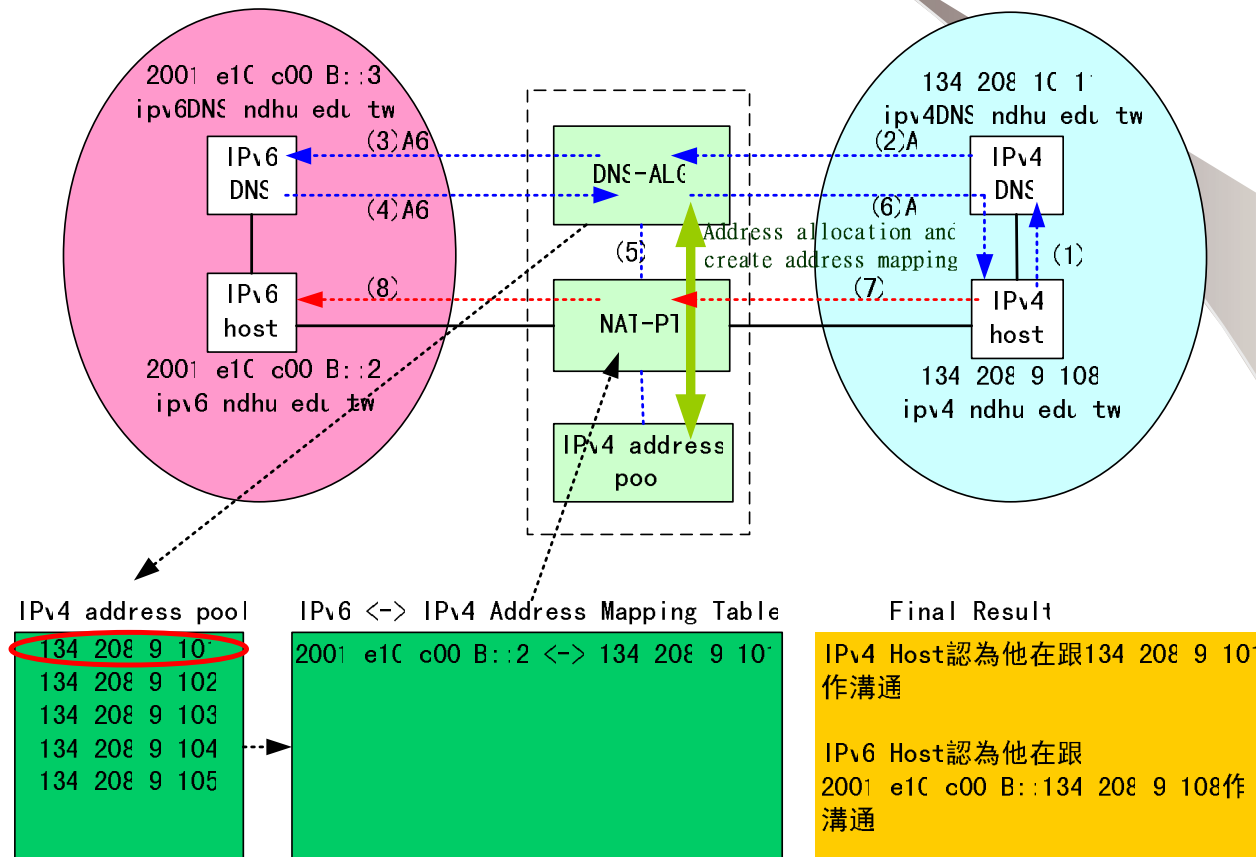 2001 e10 c00 B::3
ipv6DNS ndhu edu tw
134 208 10 11
ipv4DNS ndhu edu tw
(3)A6
(2)A
IPv6
DNS
DNS-ALG
IPv4
DNS
(4)A6
(6)A
Address allocation and
create address mapping
(5)
(1)
(8)
(7)
IPv6
host
NAT-PT
IPv4
host
2001 e10 c00 B::2
ipv6 ndhu edu tw
134 208 9 108
ipv4 ndhu edu tw
IPv4 address
poo
IPv4 address pool
134 208 9 101
134 208 9 102
134 208 9 103
134 208 9 104
134 208 9 105
IPv6 <-> IPv4 Address Mapping Table
2001 e10 c00 B::2 <-> 134 208 9 101
Final Result
IPv4 Host認為他在跟134 208 9 101
作溝通
IPv6 Host認為他在跟
2001 e10 c00 B::134 208 9 108作
溝通